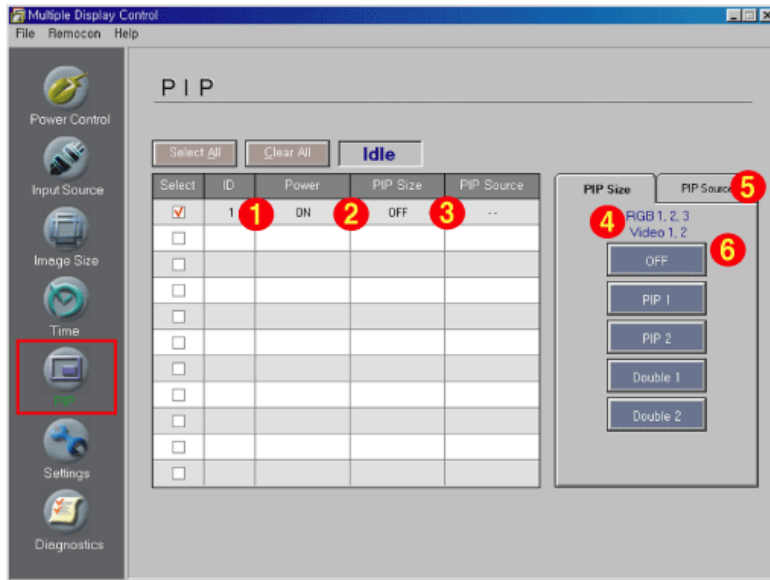 Multiple Display Control
File Remocon Help
PIP
Power Control
Input Source
Image Size
Time
PIP
Settings
Diagnostics
Select All Clear All Idle
Select ID Power PIP Size PIP Source
1 1 ON 2 OFF 3 --
PIP Size PIP Source 5
4 RGB 1, 2, 3
Video 1, 2
6
OFF
PIP 1
PIP 2
Double 1
Double 2